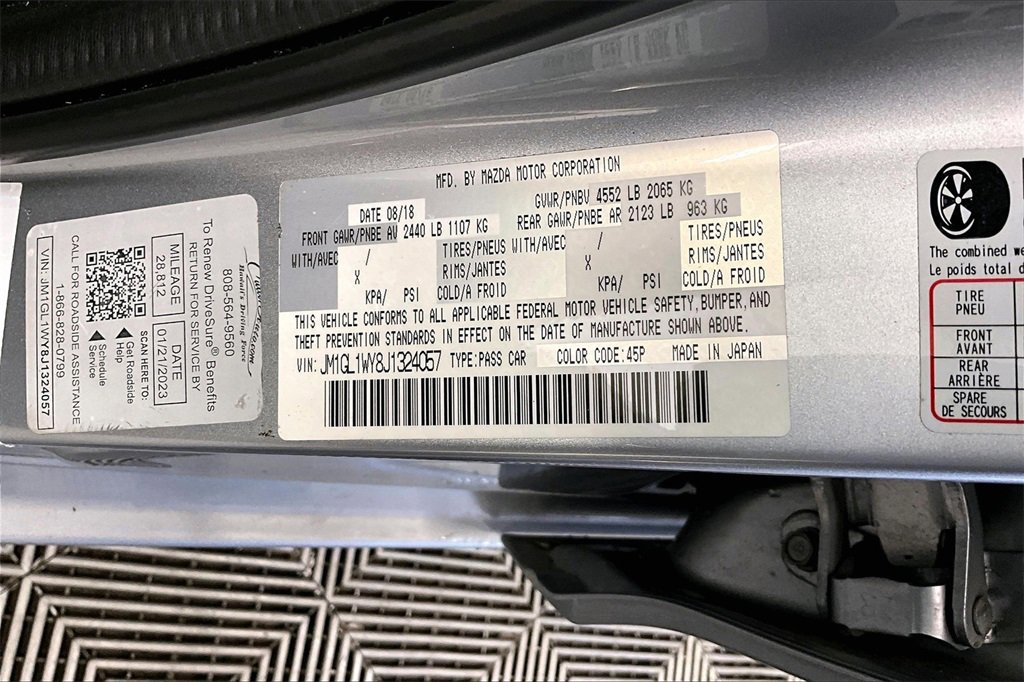 MFD. BY MAZDA MOTOR CORPORATION
DATE 08/18
GVWR/PNBV 4552 LB 2065 KG
FRONT GAWR/PNBE AV 2440 LB 1107 KG
REAR GAWR/PNBE AR 2123 LB 963 KG
WITH/AVEC / TIRES/PNEUS
X RIMS/JANTES
KPA/ PSI COLD/A FROID
WITH/AVEC / TIRES/PNEUS
X RIMS/JANTES
KPA/ PSI COLD/A FROID
THIS VEHICLE CONFORMS TO ALL APPLICABLE FEDERAL MOTOR VEHICLE SAFETY, BUMPER, AND
THEFT PREVENTION STANDARDS IN EFFECT ON THE DATE OF MANUFACTURE SHOWN ABOVE.
VIN: JM1GL1WY8J1324057 TYPE:PASS CAR COLOR CODE:45P MADE IN JAPAN
Hawaii's Driving Force
808-564-9560
To Renew DriveSure® Benefits
RETURN FOR SERVICE BY
MILEAGE
28,812
DATE
01/21/2023
SCAN HERE TO:
Get Roadside
Help
Schedule
Service
1-866-828-0799
CALL FOR ROADSIDE ASSISTANCE
VIN: JM1GL1WY8J1324057
The combined we
Le poids total d
TIRE
PNEU
FRONT
AVANT
REAR
ARRIÈRE
SPARE
DE SECOURS